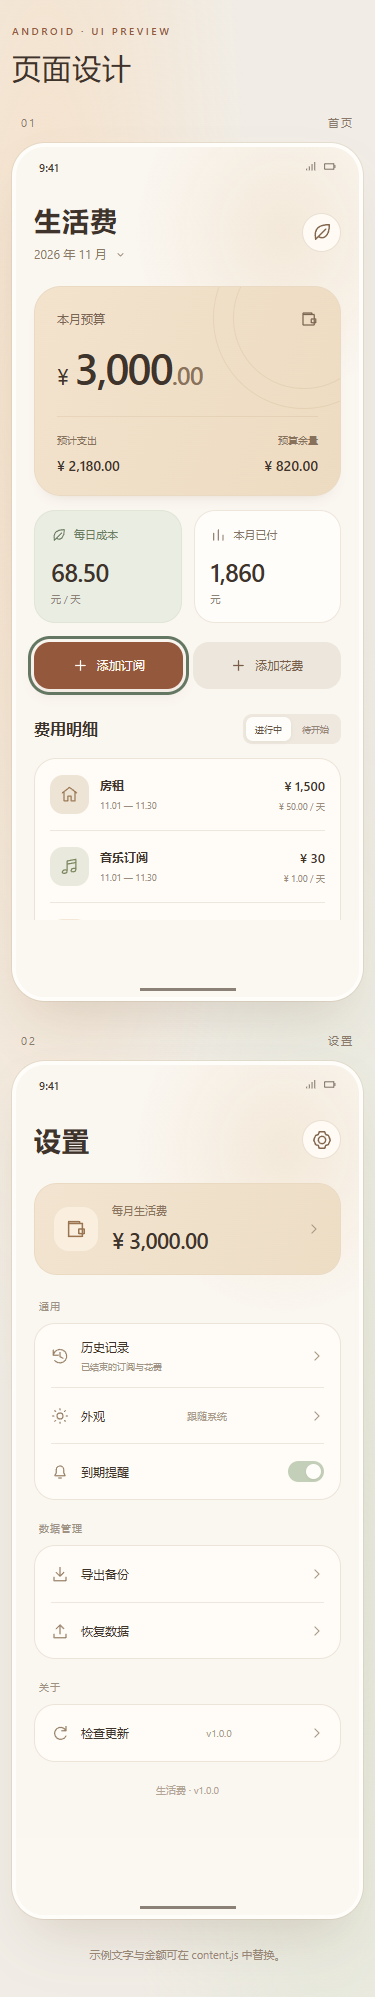 ANDROID · UI PREVIEW
页面设计
01 首页
9:41
生活费
2026 年 11 月
本月预算
¥ 3,000.00
预计支出 预算余量
¥ 2,180.00 ¥ 820.00
每日成本 本月已付
68.50 1,860
元 / 天 元
添加订阅 添加花费
费用明细 进行中 待开始
房租 ¥ 1,500
11.01 — 11.30 ¥ 50.00 / 天
音乐订阅 ¥ 30
11.01 — 11.30 ¥ 1.00 / 天
02 设置
9:41
设置
每月生活费
¥ 3,000.00
通用
历史记录
已结束的订阅与花费
外观 跟随系统
到期提醒
数据管理
导出备份
恢复数据
关于
检查更新 v1.0.0
生活费 · v1.0.0
示例文字与金额可在 content.js 中替换。